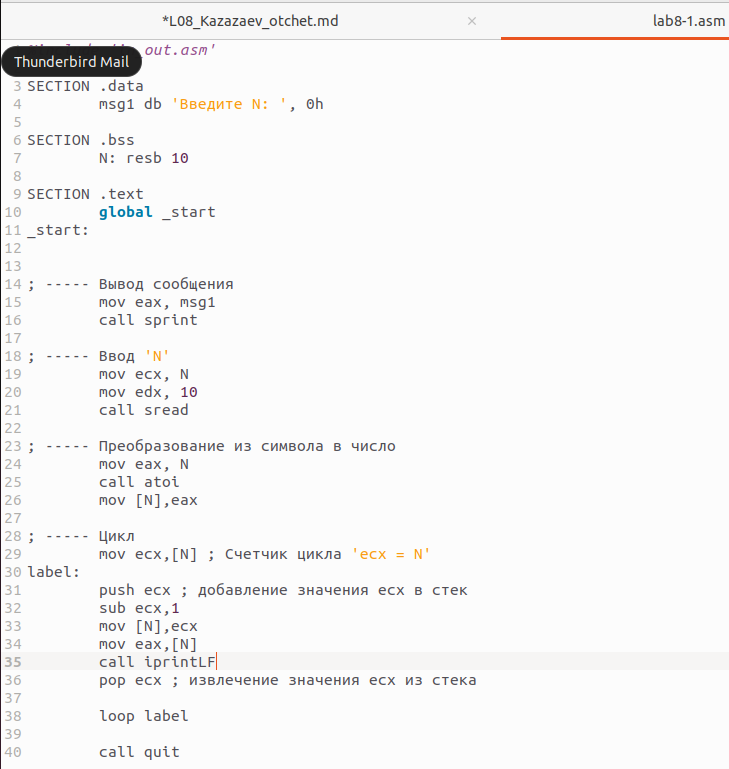 *L08_Kazazaev_otchet.md × lab8-1.asm
out.asm'
Thunderbird Mail
3 SECTION .data
4 msg1 db 'Введите N: ', 0h
5
6 SECTION .bss
7 N: resb 10
8
9 SECTION .text
10 global _start
11 _start:
12
13
14 ; ----- Вывод сообщения
15 mov eax, msg1
16 call sprint
17
18 ; ----- Ввод 'N'
19 mov ecx, N
20 mov edx, 10
21 call sread
22
23 ; ----- Преобразование из символа в число
24 mov eax, N
25 call atoi
26 mov [N],eax
27
28 ; ----- Цикл
29 mov ecx,[N] ; Счетчик цикла 'ecx = N'
30 label:
31 push ecx ; добавление значения ecx в стек
32 sub ecx,1
33 mov [N],ecx
34 mov eax,[N]
35 call iprintLF
36 pop ecx ; извлечение значения ecx из стека
37
38 loop label
39
40 call quit